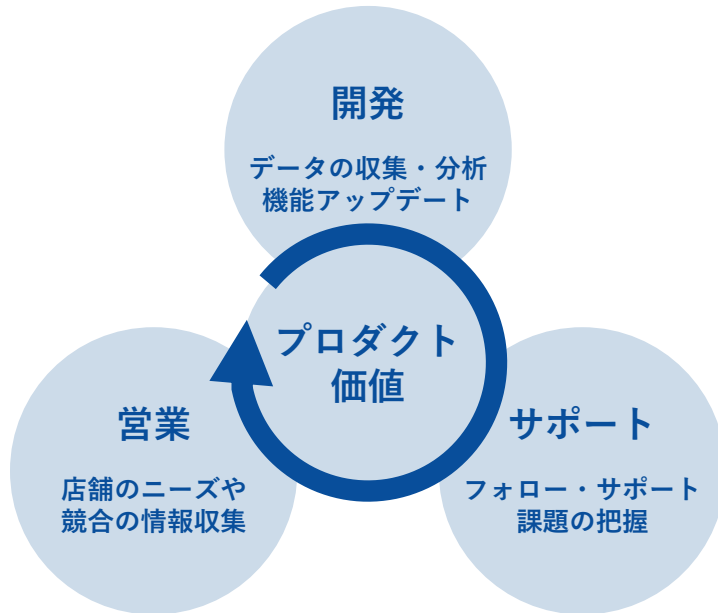 開発
データの収集・分析
機能アップデート
プロダクト
価値
営業
店舗のニーズや
競合の情報収集
サポート
フォロー・サポート
課題の把握